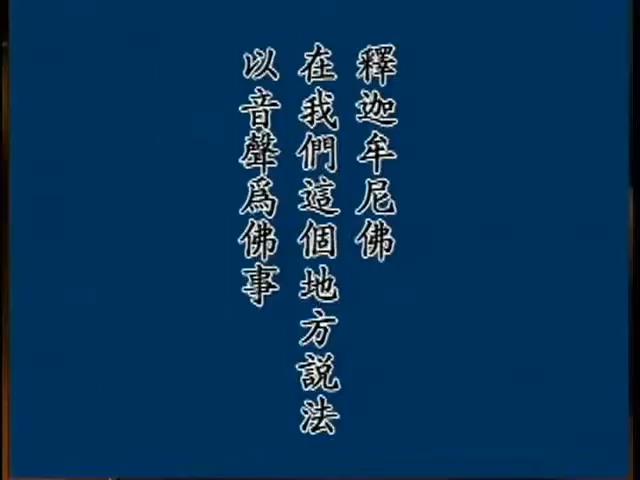 釋迦牟尼佛
在我們這個地方説法
以音聲爲佛事